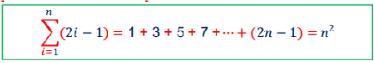 n
∑(2i − 1) = 1 + 3 + 5 + 7 + ⋯ + (2n − 1) = n²
i=1